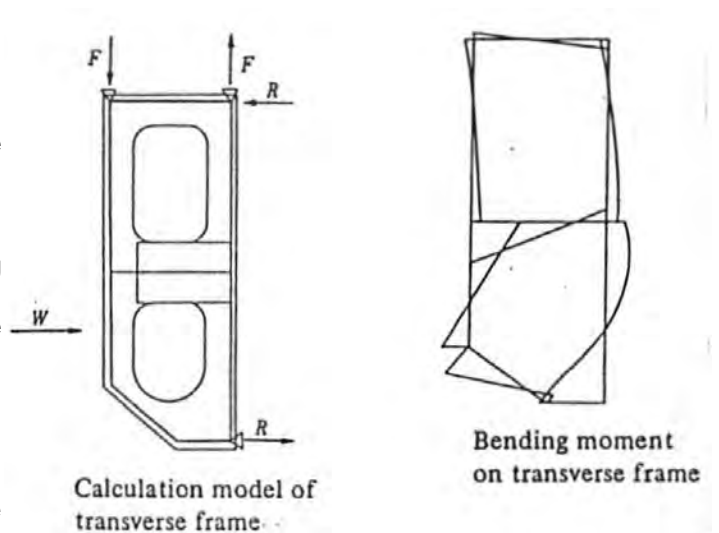 F
F
R
W
R
Calculation model of
transverse frame
Bending moment
on transverse frame